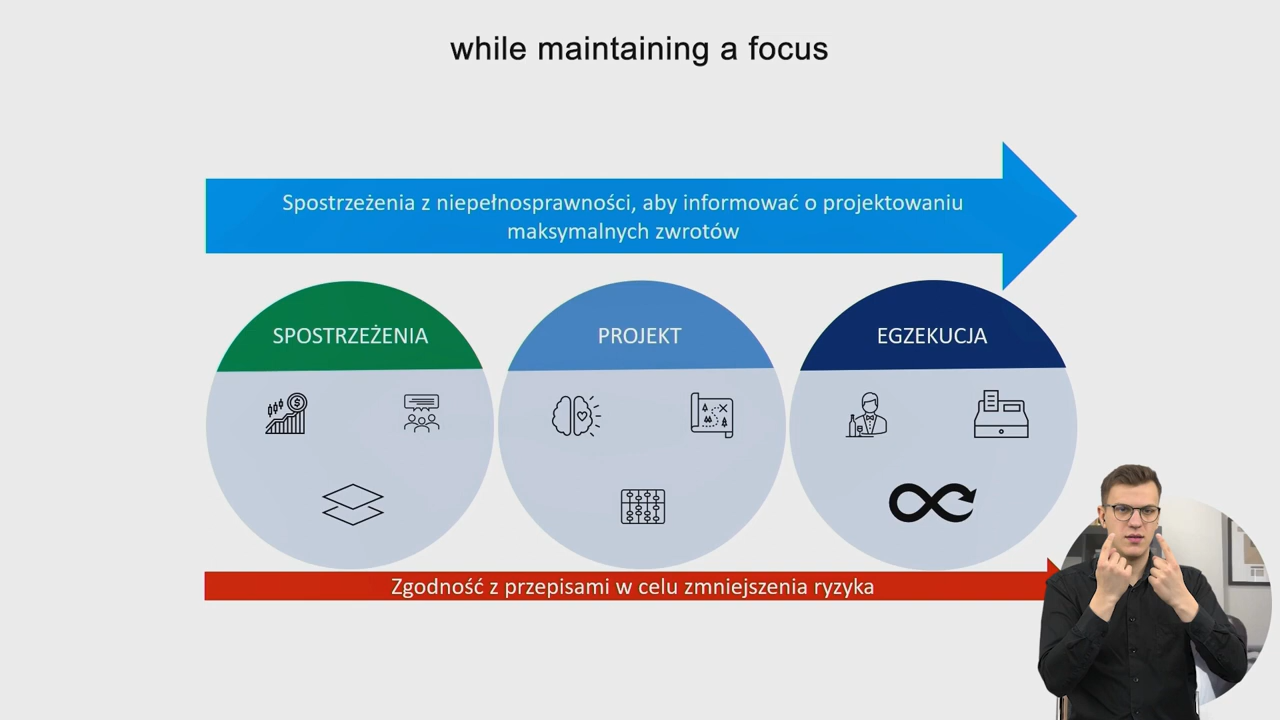 while maintaining a focus
Spostrzeżenia z niepełnosprawności, aby informować o projektowaniu
maksymalnych zwrotów
SPOSTRZEŻENIA
PROJEKT
EGZEKUCJA
Zgodność z przepisami w celu zmniejszenia ryzyka